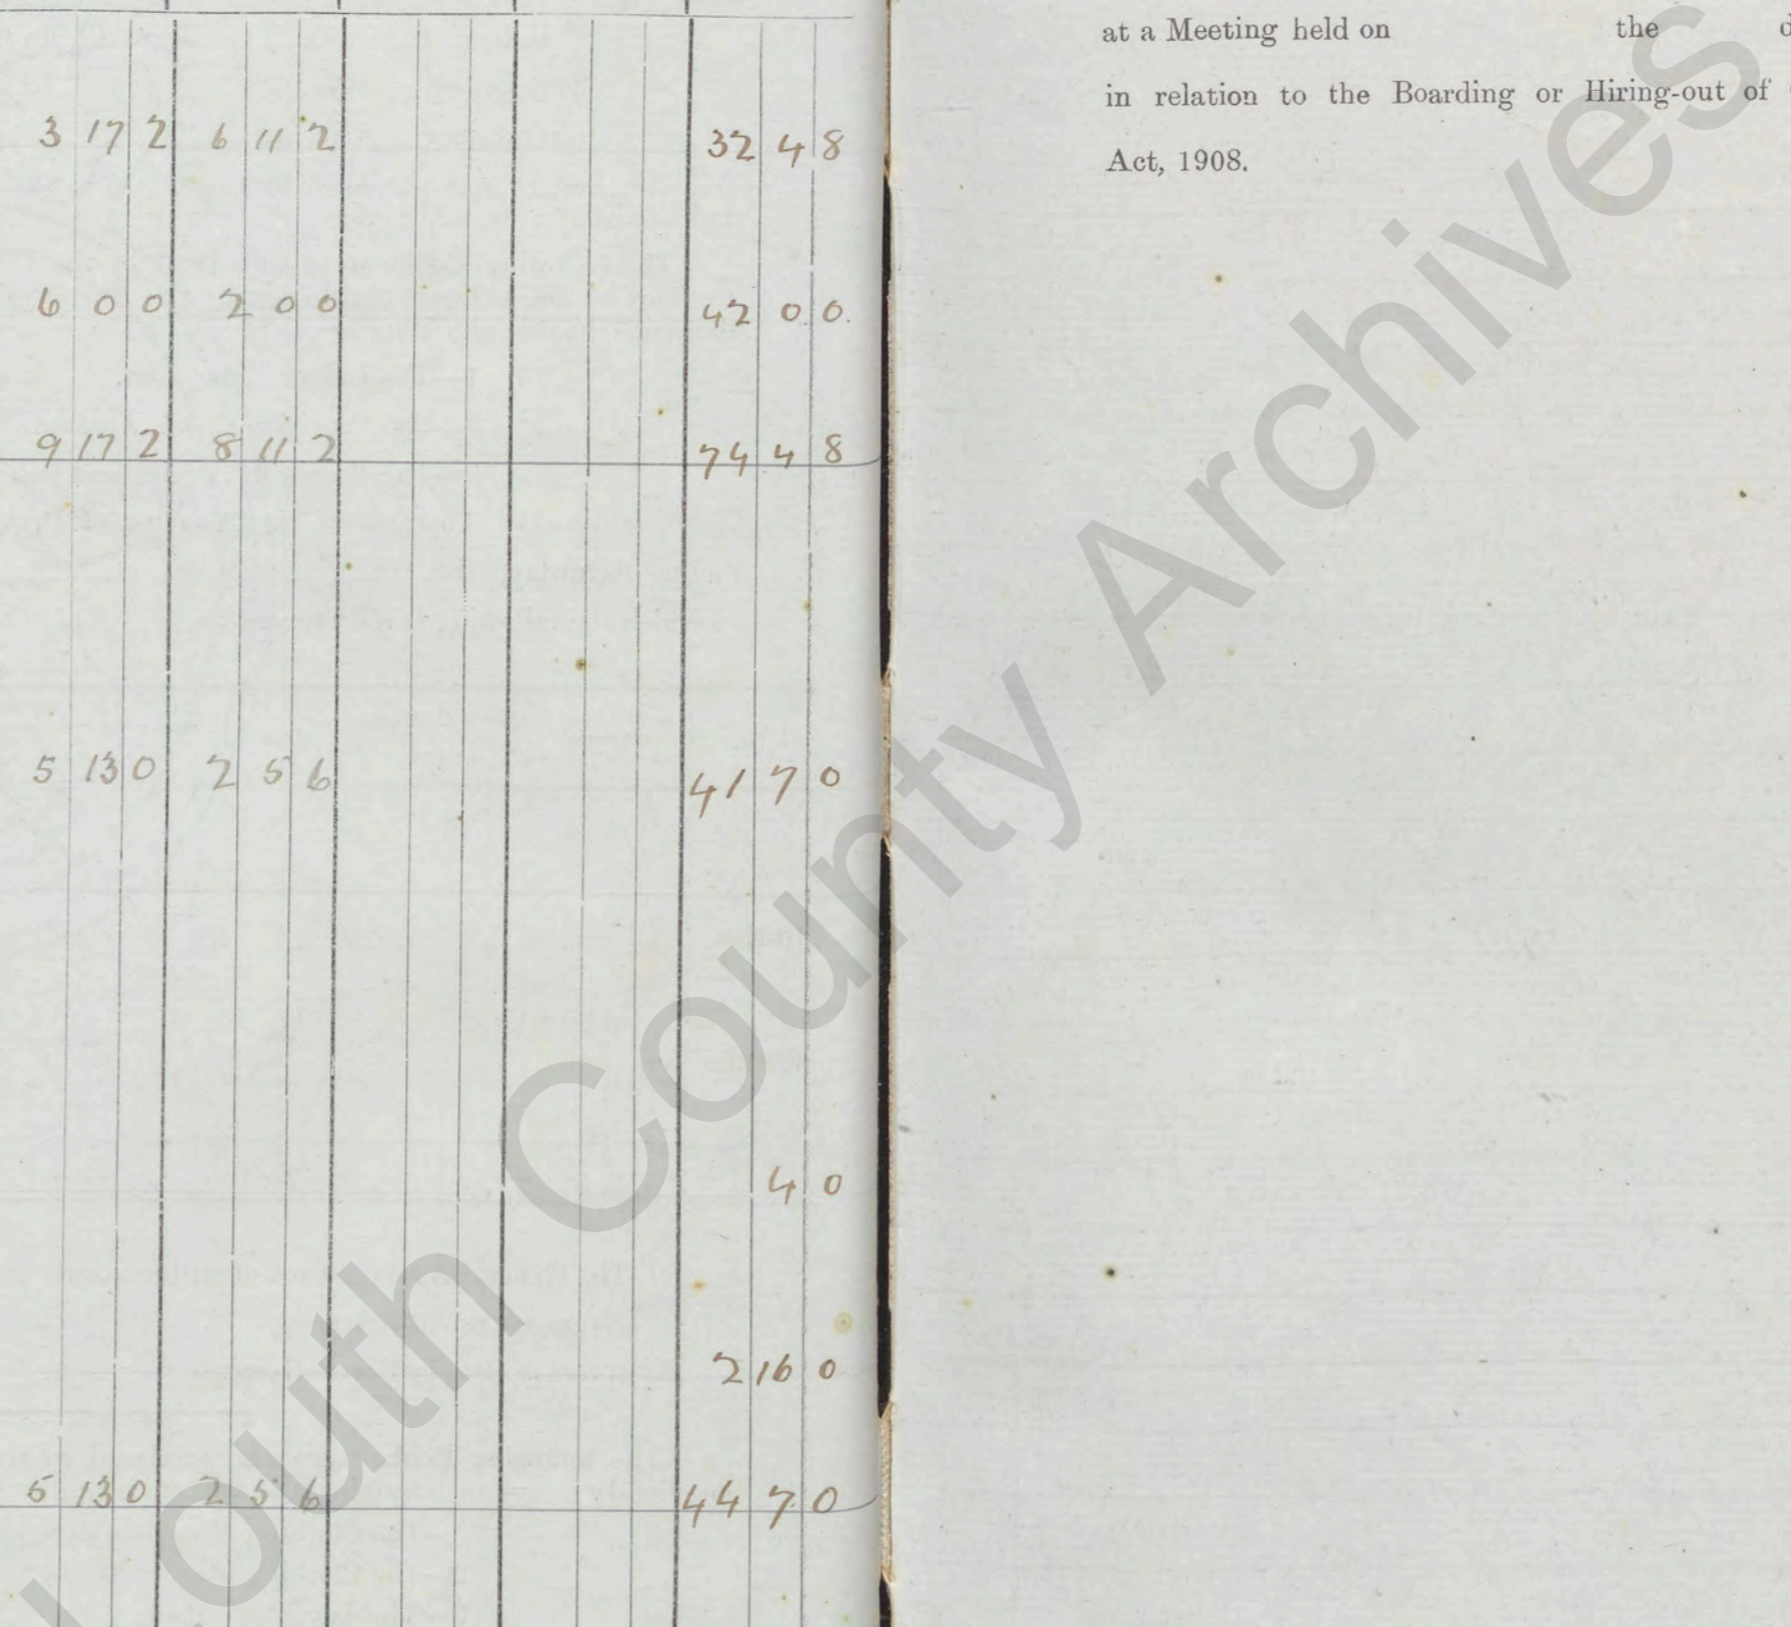 3 17 2 6 11 2 32 4 8
6 0 0 2 0 0 42 0 0
9 17 2 8 11 2 74 4 8
5 13 0 2 5 6 41 7 0
4 0
2 16 0
5 13 0 2 5 6 44 7 0
at a Meeting held on the d
in relation to the Boarding or Hiring-out of
Act, 1908.
outh County Archives